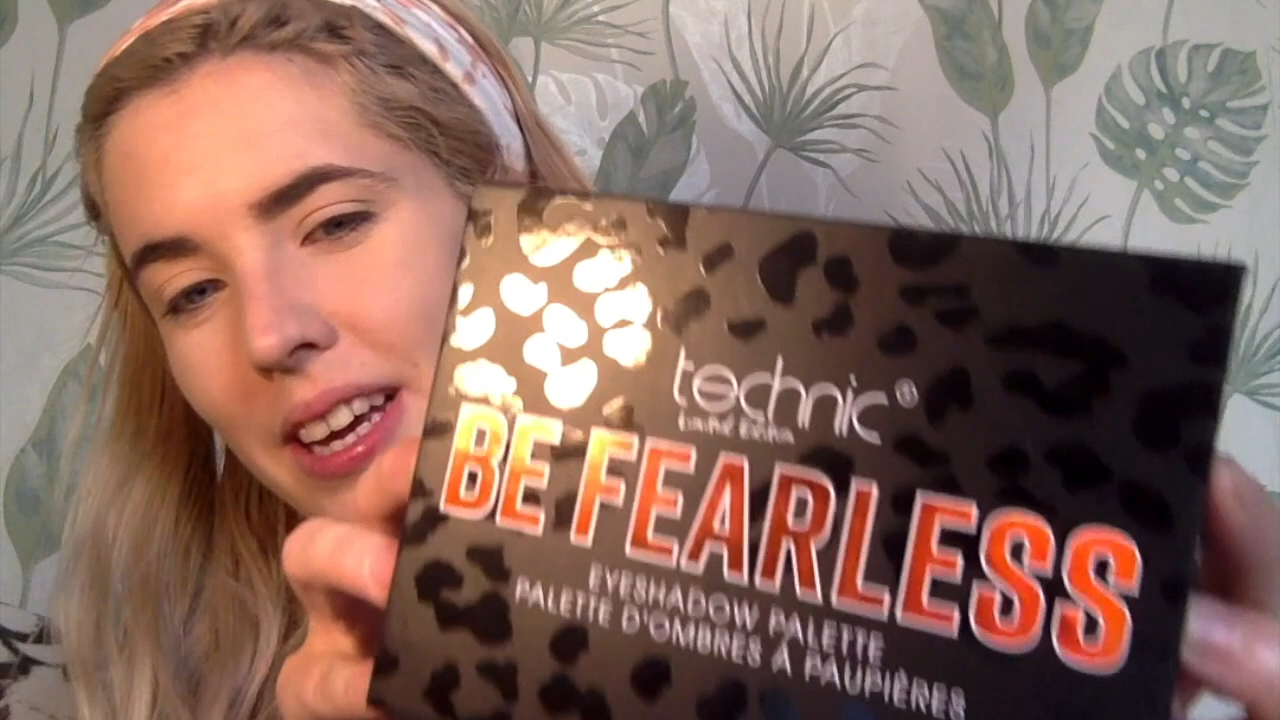 technic®
BE FEARLESS
EYESHADOW PALETTE
PALETTE D'OMBRES À PAUPIÈRES